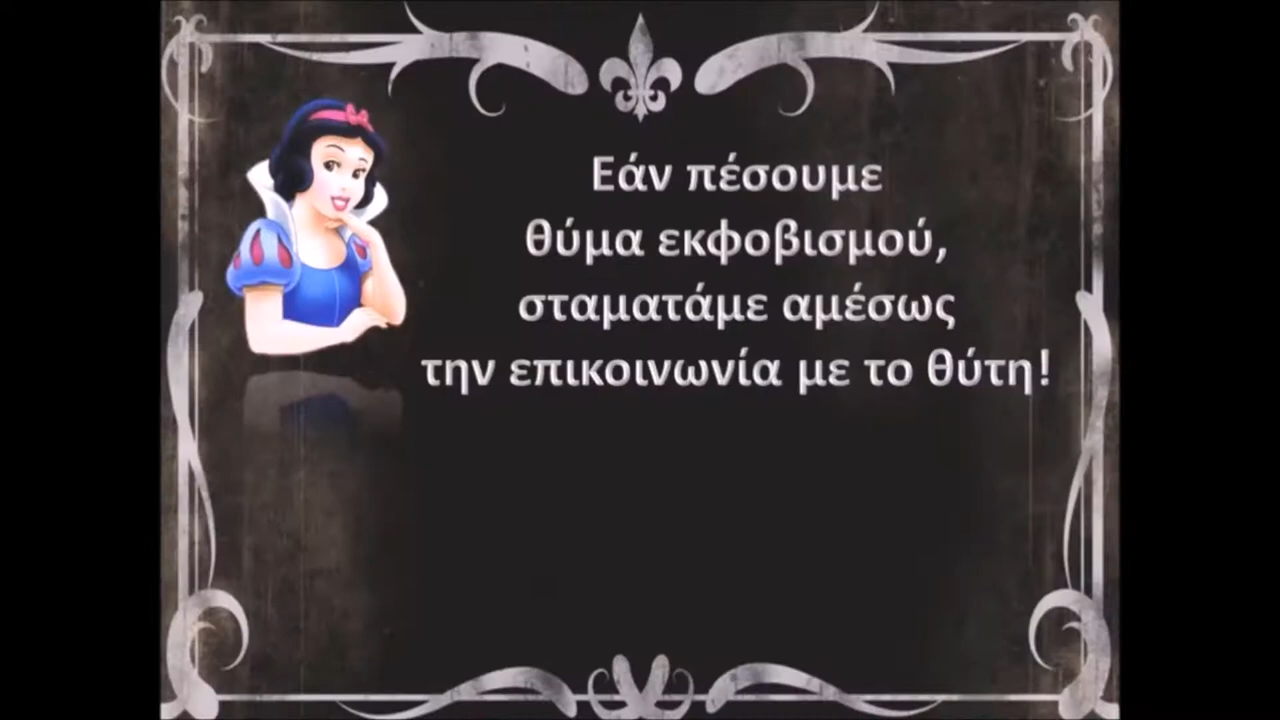 Εάν πέσουμε
θύμα εκφοβισμού,
σταματάμε αμέσως
την επικοινωνία με το θύτη!